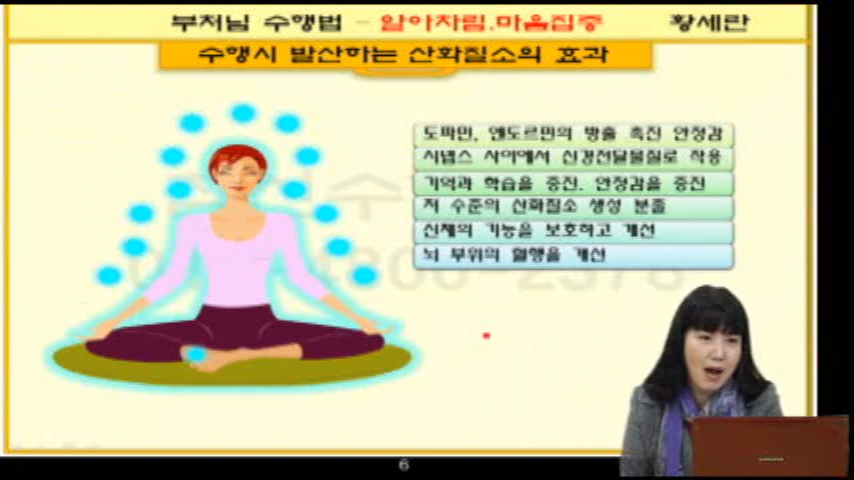 부처님 수행법 - 알아차림.마음집중 황세란
수행시 발산하는 산화질소의 효과
도파민, 엔도르핀의 방출 촉진 안정감
시냅스 사이에서 신경전달물질로 작용
기억과 학습을 증진, 안정감을 증진
저 수준의 산화질소 생성 분출
신체의 기능을 보호하고 개선
뇌 부위의 혈행을 개선
6